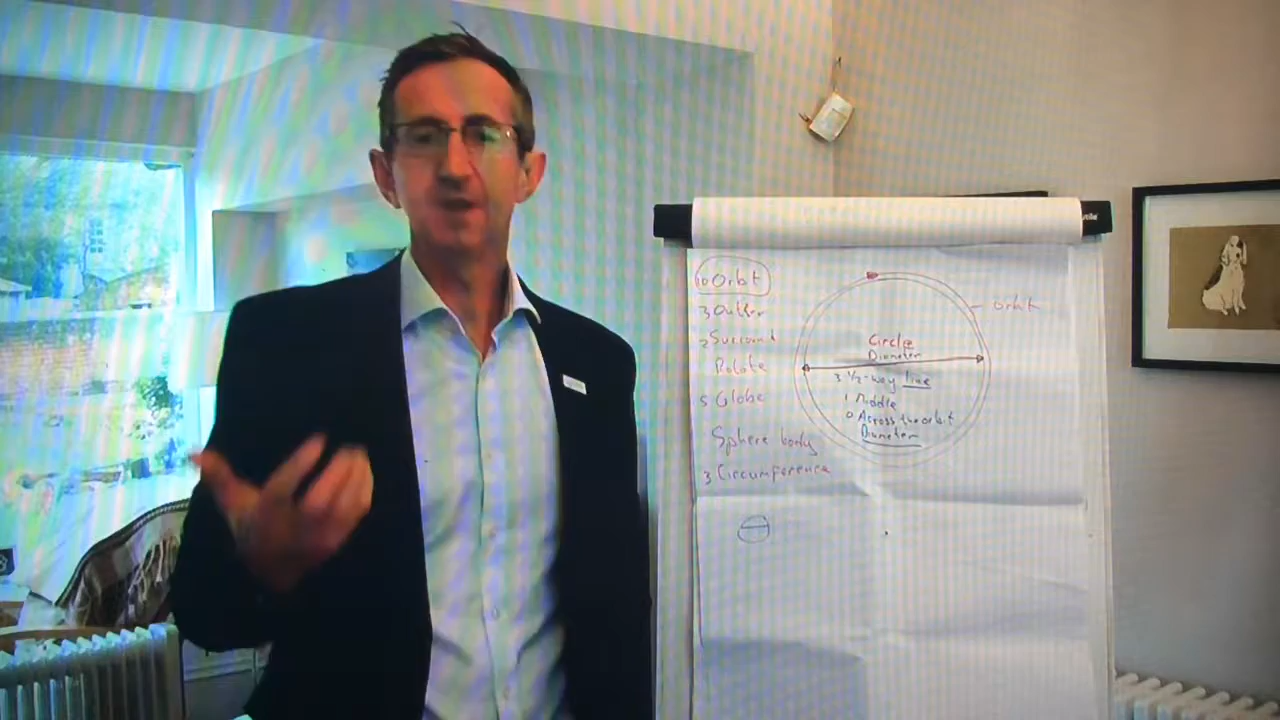 10 Orbit
3 Outer
2 Surround
Rotate
5 Globe
Sphere body
3 Circumference
orbit
Circle
Diameter
3 1/2-way line
1 Middle
0 Across the orbit
Diameter